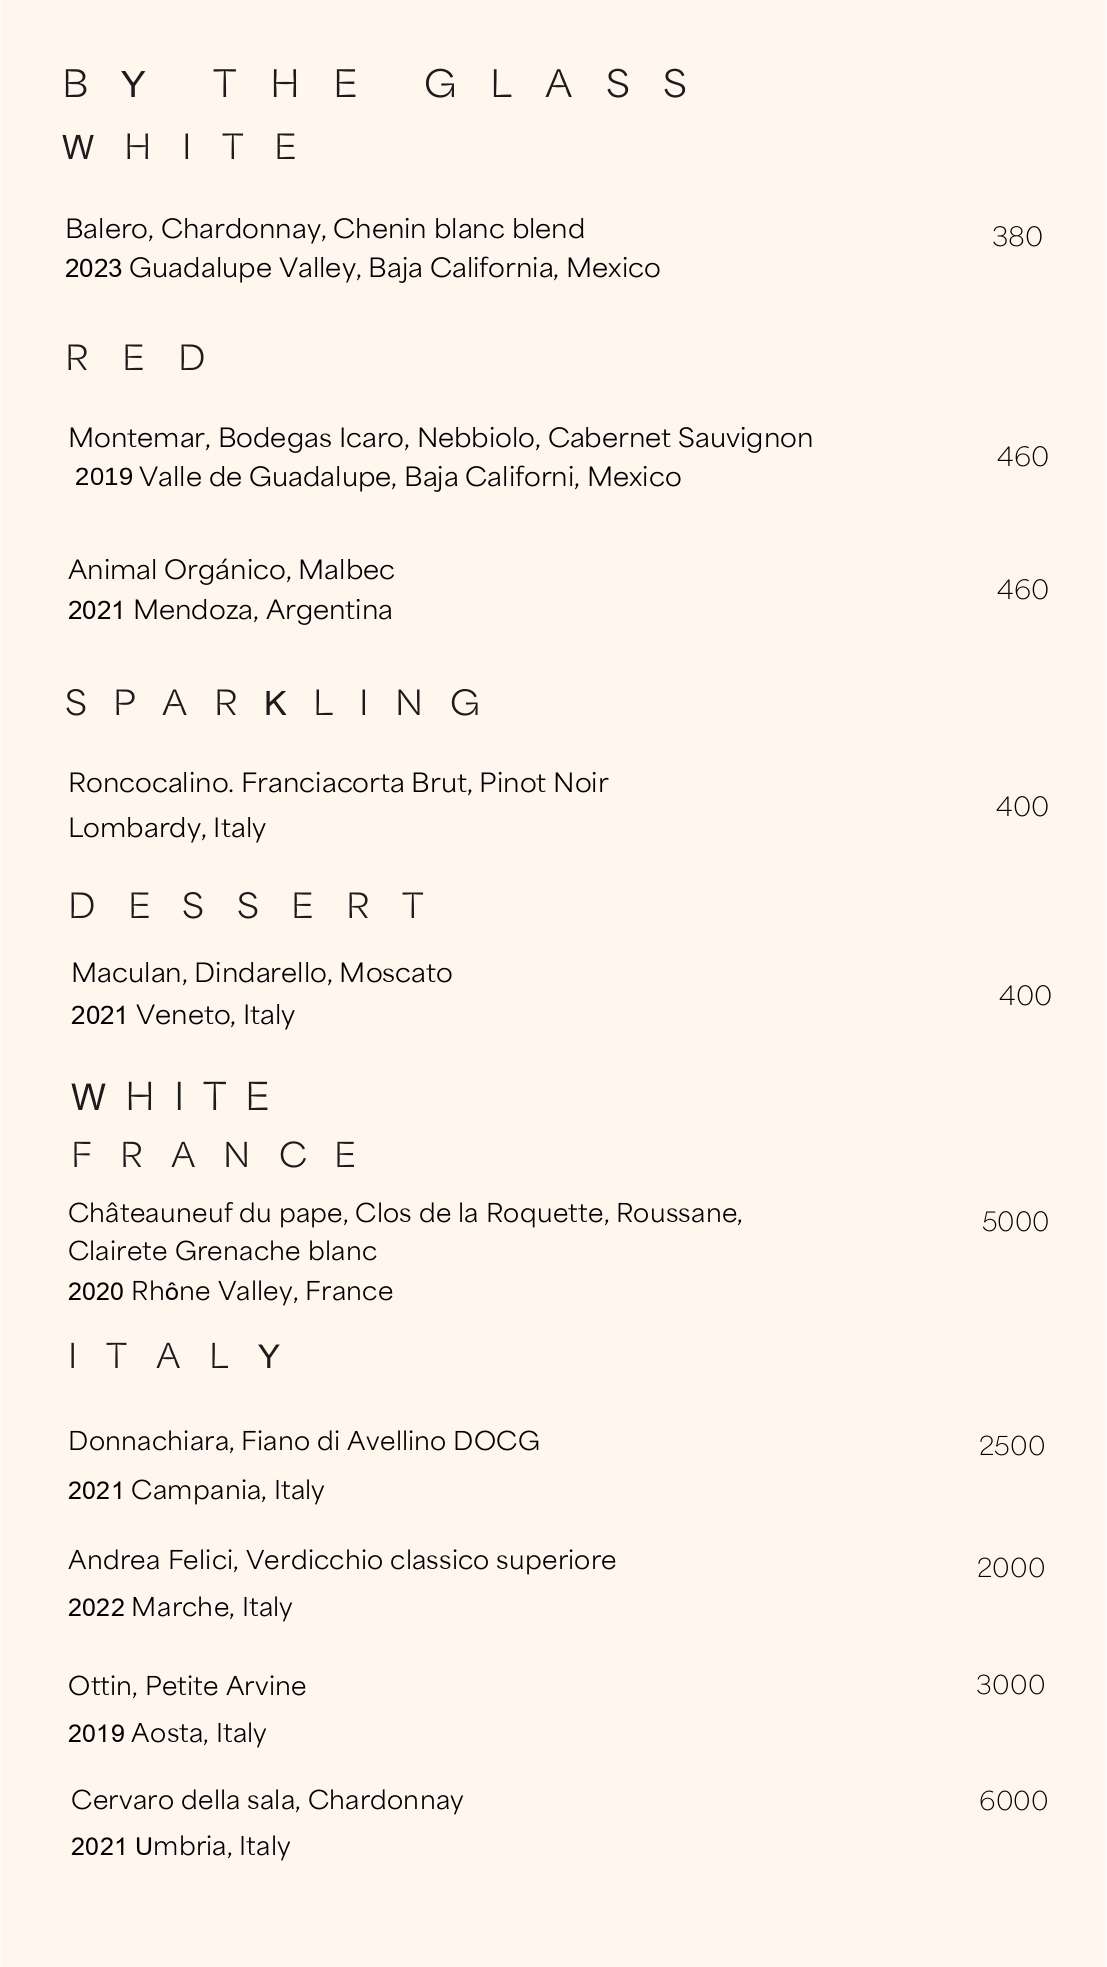 BY THE GLASS
WHITE
Balero, Chardonnay, Chenin blanc blend
380
2023 Guadalupe Valley, Baja California, Mexico
RED
Montemar, Bodegas Icaro, Nebbiolo, Cabernet Sauvignon
460
2019 Valle de Guadalupe, Baja Californi, Mexico
Animal Orgánico, Malbec
460
2021 Mendoza, Argentina
SPARKLING
Roncocalino. Franciacorta Brut, Pinot Noir
400
Lombardy, Italy
DESSERT
Maculan, Dindarello, Moscato
400
2021 Veneto, Italy
WHITE
FRANCE
Châteauneuf du pape, Clos de la Roquette, Roussane,
5000
Clairete Grenache blanc
2020 Rhône Valley, France
ITALY
Donnachiara, Fiano di Avellino DOCG
2500
2021 Campania, Italy
Andrea Felici, Verdicchio classico superiore
2000
2022 Marche, Italy
Ottin, Petite Arvine
3000
2019 Aosta, Italy
Cervaro della sala, Chardonnay
6000
2021 Umbria, Italy